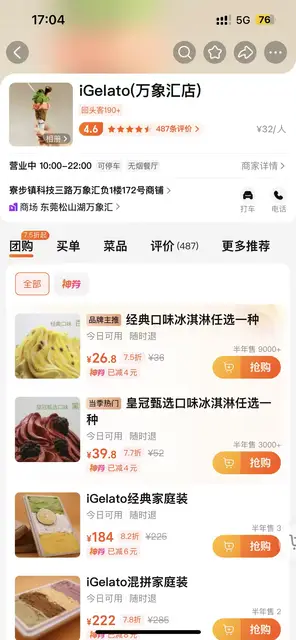 17:04
5G 76
iGelato(万象汇店)
回头客190+
4.6 487条评价 >
¥32/人
相册
营业中 10:00-22:00 可停车 无烟餐厅
商家详情 >
寮步镇科技三路万象汇负1楼172号商铺 >
商场 东莞松山湖万象汇 >
打车 电话
7.5折起
团购 买单 菜品 评价 (487) 更多推荐
全部 神券
品牌主推 经典口味冰淇淋任选一种
今日可用 随时退
半年售 9000+
¥26.8 7.5折 ¥36
神券 已减4元
抢购
当季热门 皇冠甄选口味冰淇淋任选一种
今日可用 随时退
半年售 3000+
¥39.8 7.7折 ¥52
神券 已减4元
抢购
iGelato经典家庭装
今日可用 随时退
半年售 3
¥184 8.2折 ¥225
神券 已减6元
抢购
iGelato混拼家庭装
今日可用 随时退
半年售 2
¥222 7.8折 ¥285
抢购